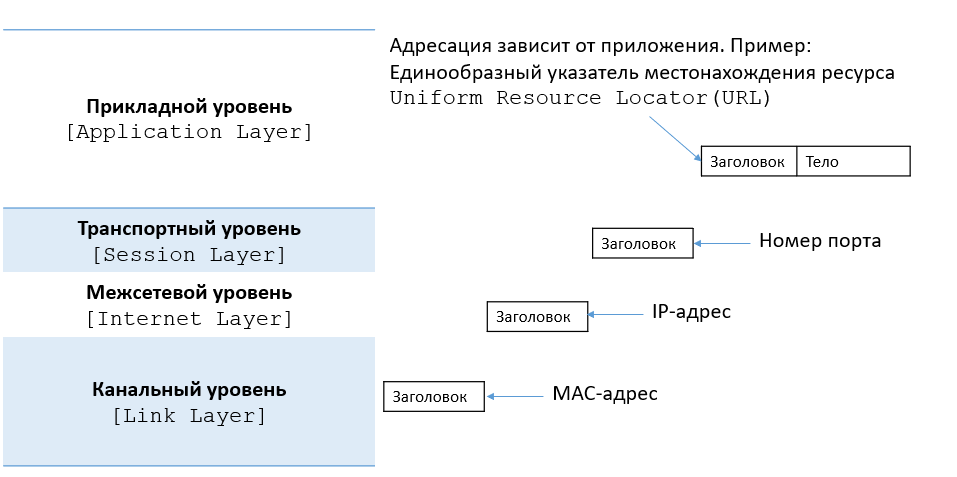 Адресация зависит от приложения. Пример:
Единообразный указатель местонахождения ресурса
Uniform Resource Locator(URL)
Прикладной уровень
[Application Layer]
Заголовок
Тело
Транспортный уровень
[Session Layer]
Заголовок
Номер порта
Межсетевой уровень
[Internet Layer]
Заголовок
IP-адрес
Канальный уровень
[Link Layer]
Заголовок
MAC-адрес